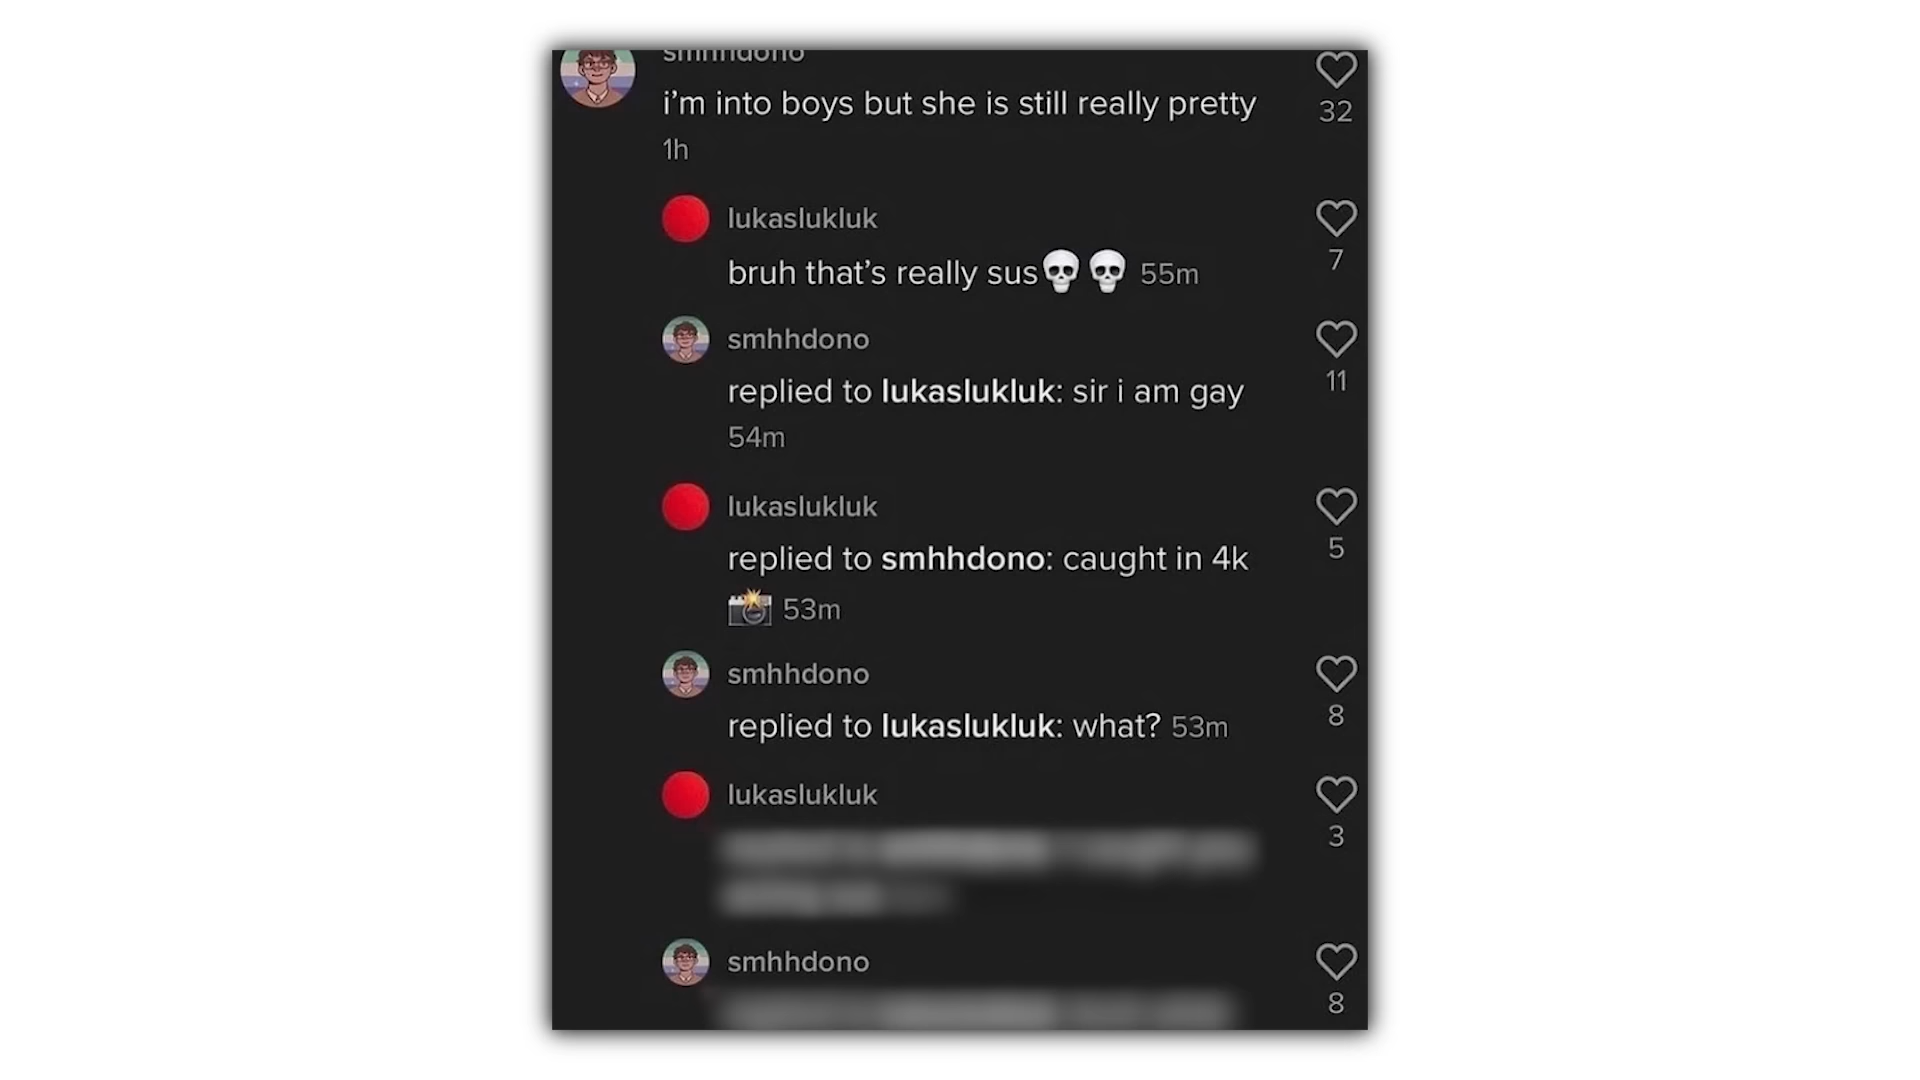 smhhdono
i’m into boys but she is still really pretty
32
1h
lukaslukluk
7
bruh that’s really sus💀💀 55m
smhhdono
11
replied to lukaslukluk: sir i am gay
54m
lukaslukluk
5
replied to smhhdono: caught in 4k
📸 53m
smhhdono
8
replied to lukaslukluk: what? 53m
lukaslukluk
3
smhhdono
8